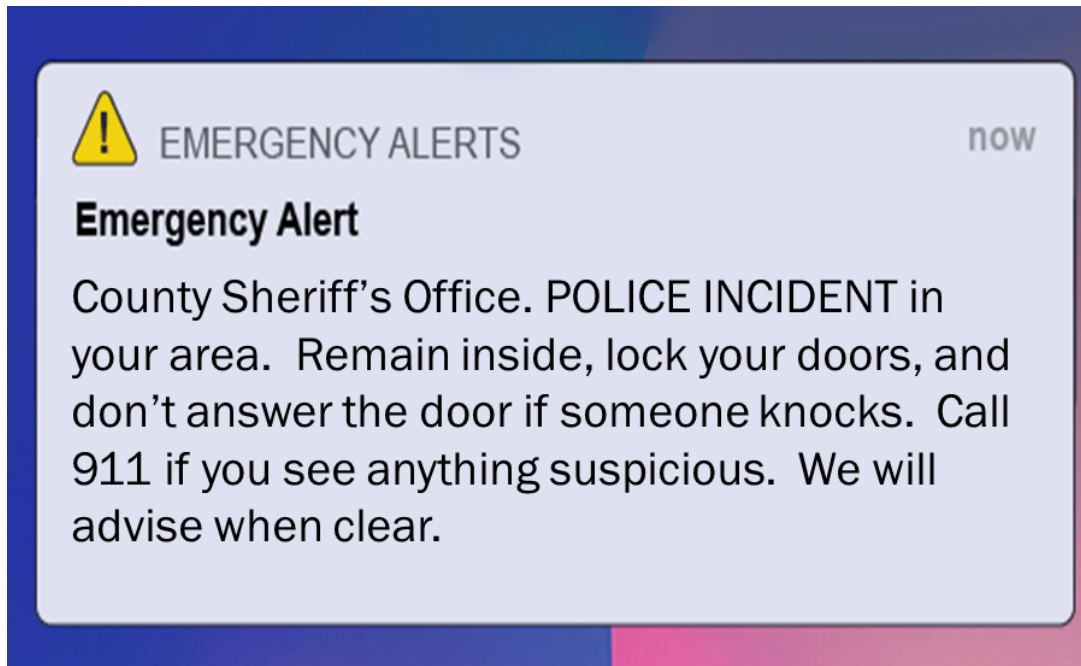 EMERGENCY ALERTS
now
Emergency Alert
County Sheriff’s Office. POLICE INCIDENT in
your area.  Remain inside, lock your doors, and
don’t answer the door if someone knocks.  Call
911 if you see anything suspicious.  We will
advise when clear.